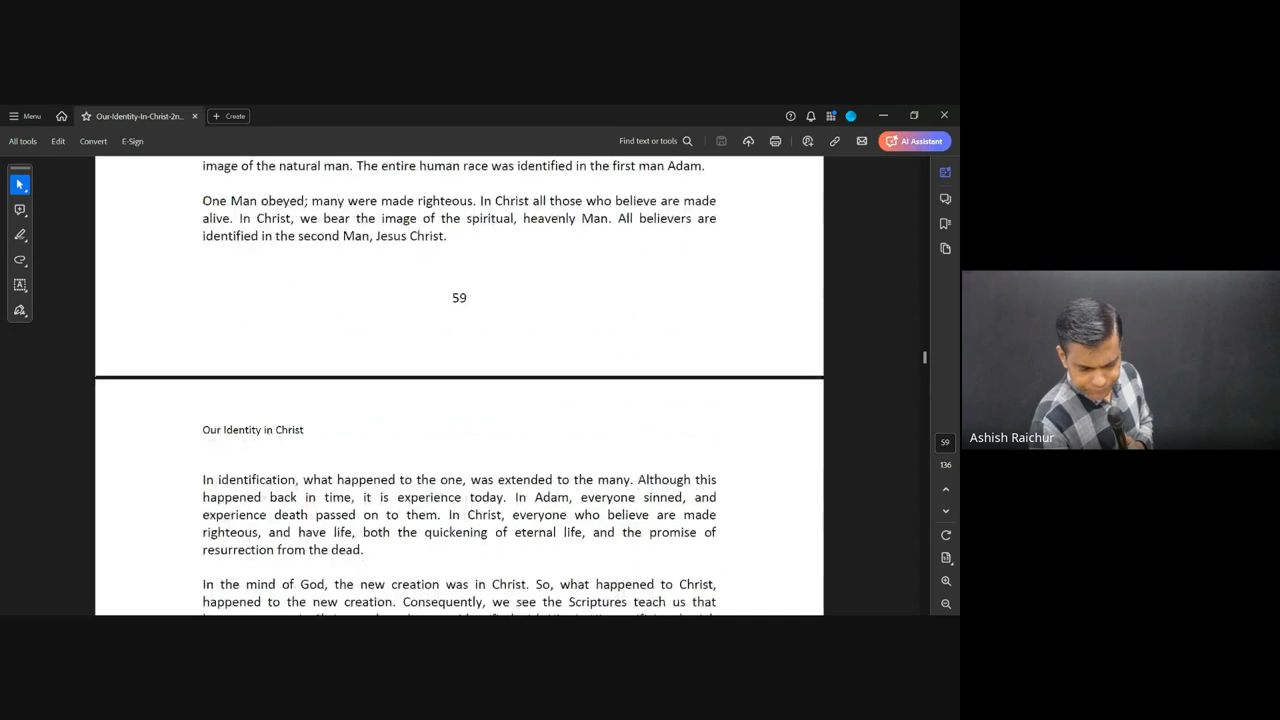 Menu
Our-Identity-In-Christ-2n...
Create
All tools
Edit
Convert
E-Sign
Find text or tools
AI Assistant
image of the natural man. The entire human race was identified in the first man Adam.
One Man obeyed; many were made righteous. In Christ all those who believe are made
alive. In Christ, we bear the image of the spiritual, heavenly Man. All believers are
identified in the second Man, Jesus Christ.
59
Our Identity in Christ
In identification, what happened to the one, was extended to the many. Although this
happened back in time, it is experience today. In Adam, everyone sinned, and
experience death passed on to them. In Christ, everyone who believe are made
righteous, and have life, both the quickening of eternal life, and the promise of
resurrection from the dead.
In the mind of God, the new creation was in Christ. So, what happened to Christ,
happened to the new creation. Consequently, we see the Scriptures teach us that
59
136
Ashish Raichur